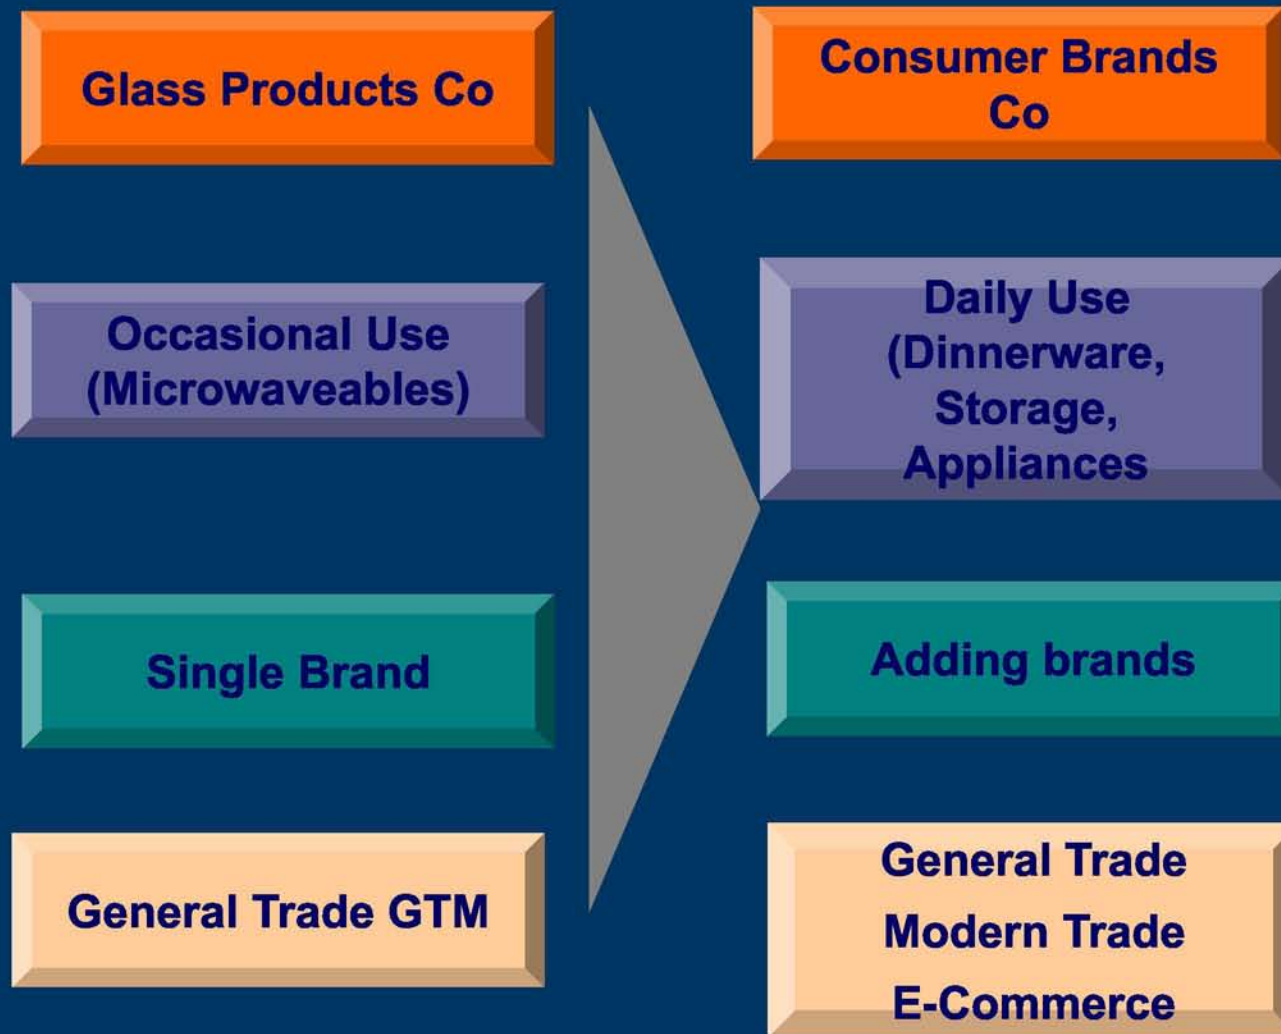 Glass Products Co
Consumer Brands
Co
Occasional Use
(Microwaveables)
Daily Use
(Dinnerware,
Storage,
Appliances
Single Brand
Adding brands
General Trade GTM
General Trade
Modern Trade
E-Commerce